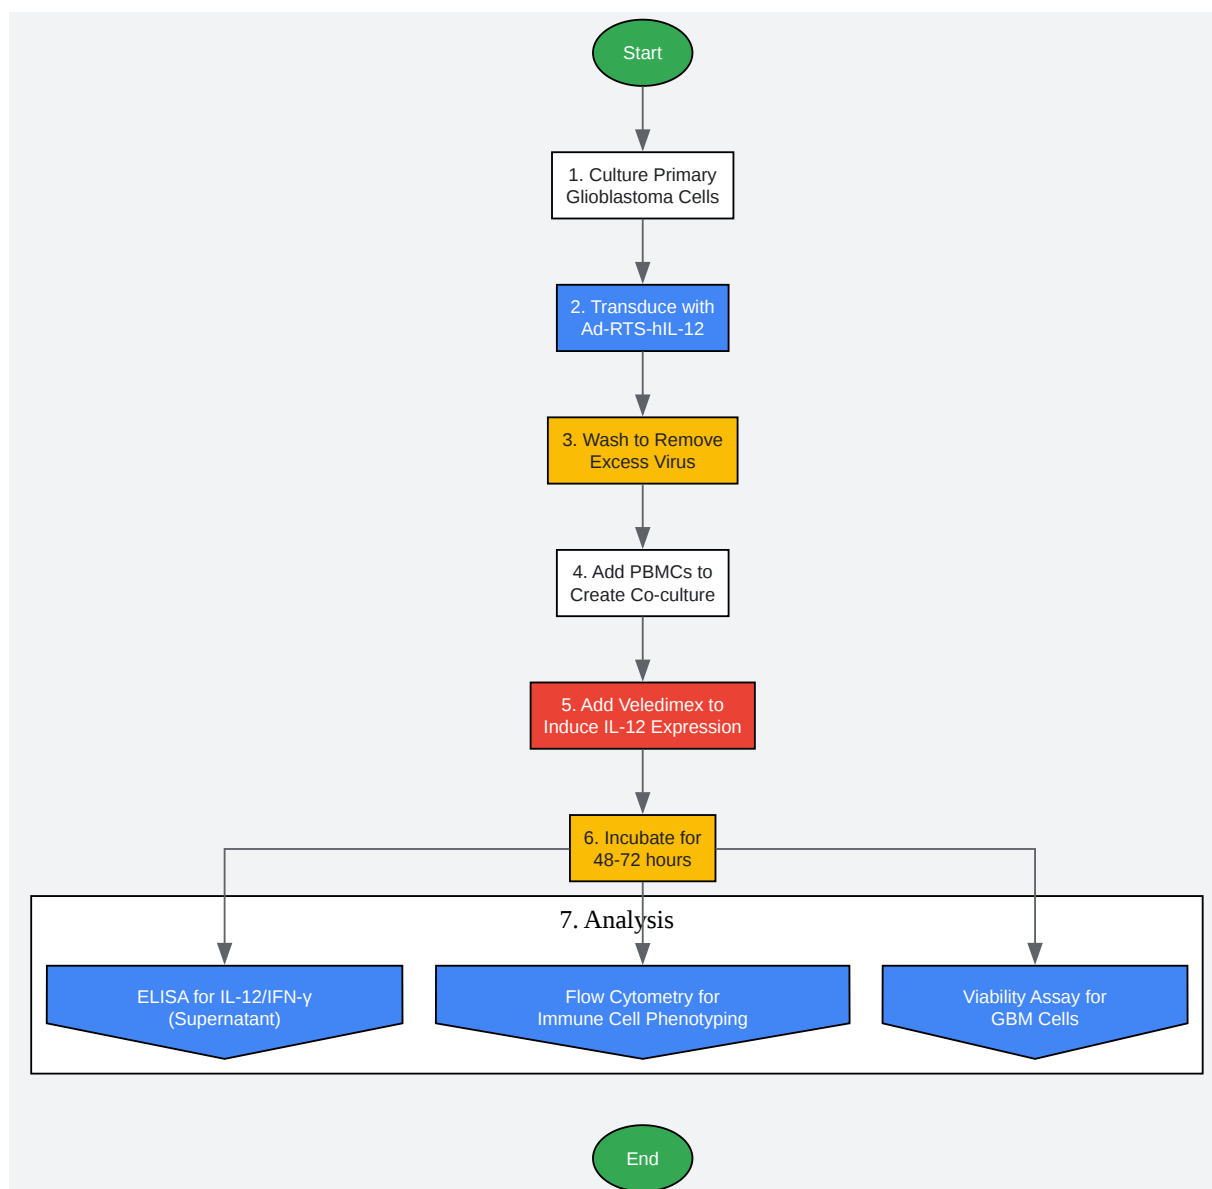 Start
1. Culture Primary
Glioblastoma Cells
2. Transduce with
Ad-RTS-hIL-12
3. Wash to Remove
Excess Virus
4. Add PBMCs to
Create Co-culture
5. Add Veledimex to
Induce IL-12 Expression
6. Incubate for
48-72 hours
7. Analysis
ELISA for IL-12/IFN-γ
(Supernatant)
Flow Cytometry for
Immune Cell Phenotyping
Viability Assay for
GBM Cells
End